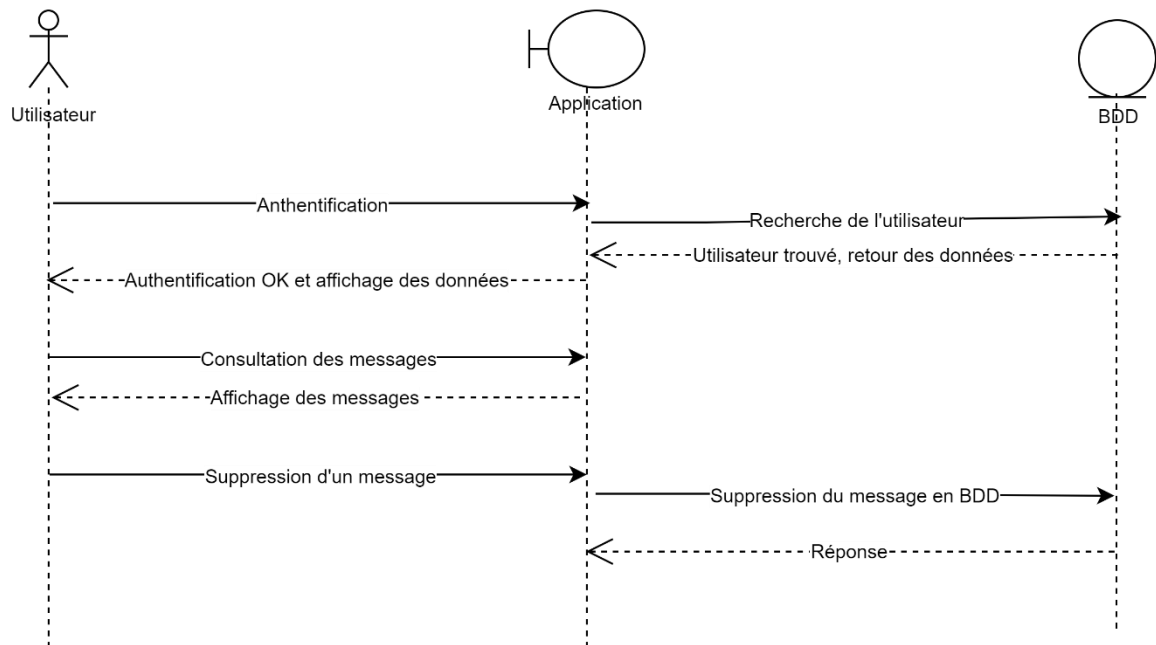 Utilisateur
Application
BDD
Anthentification
Recherche de l'utilisateur
Utilisateur trouvé, retour des données
Authentification OK et affichage des données
Consultation des messages
Affichage des messages
Suppression d'un message
Suppression du message en BDD
Réponse